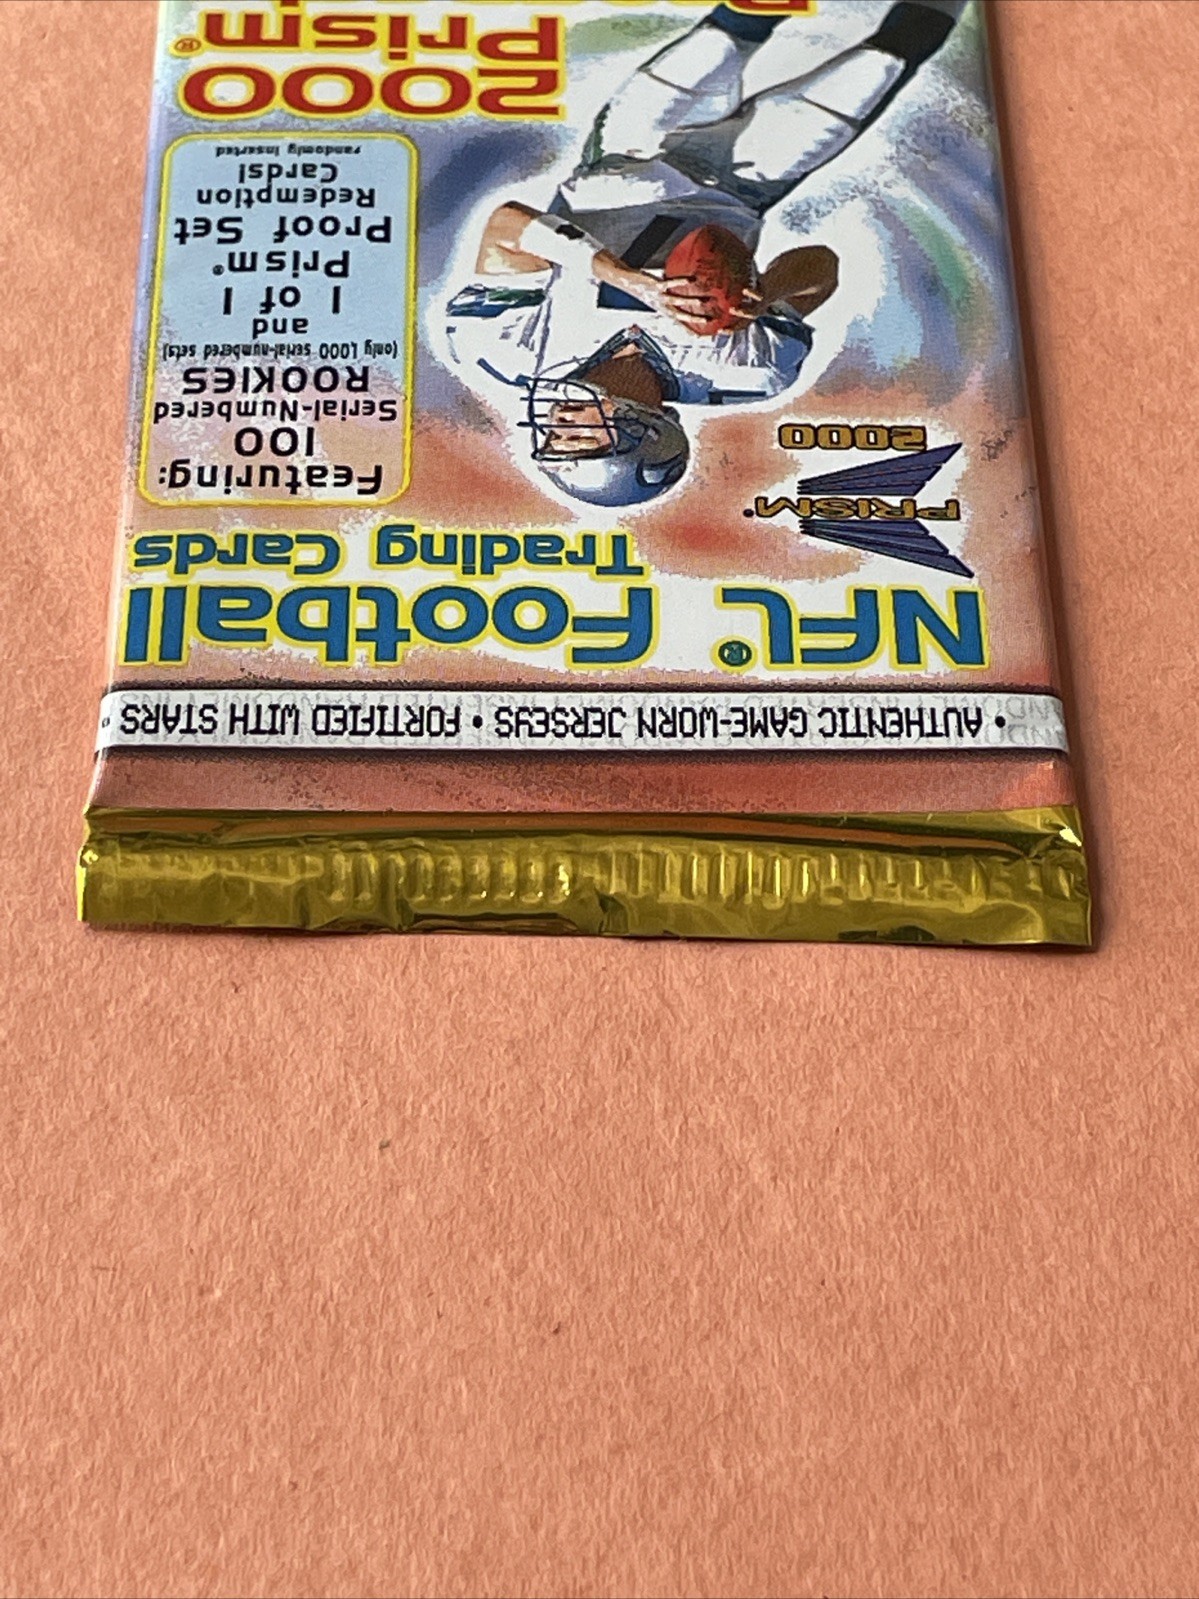 • AUTHENTIC GAME-WORN JERSEYS • FORTIFIED WITH STARS •
NFL® Football
Trading Cards
PRISM®
2000
Featuring:
100
Serial-Numbered
ROOKIES
(only 1,000 serial-numbered sets)
and
1 of 1
Prism®
Proof Set
Redemption
Cards!
randomly inserted
2000
Prism®